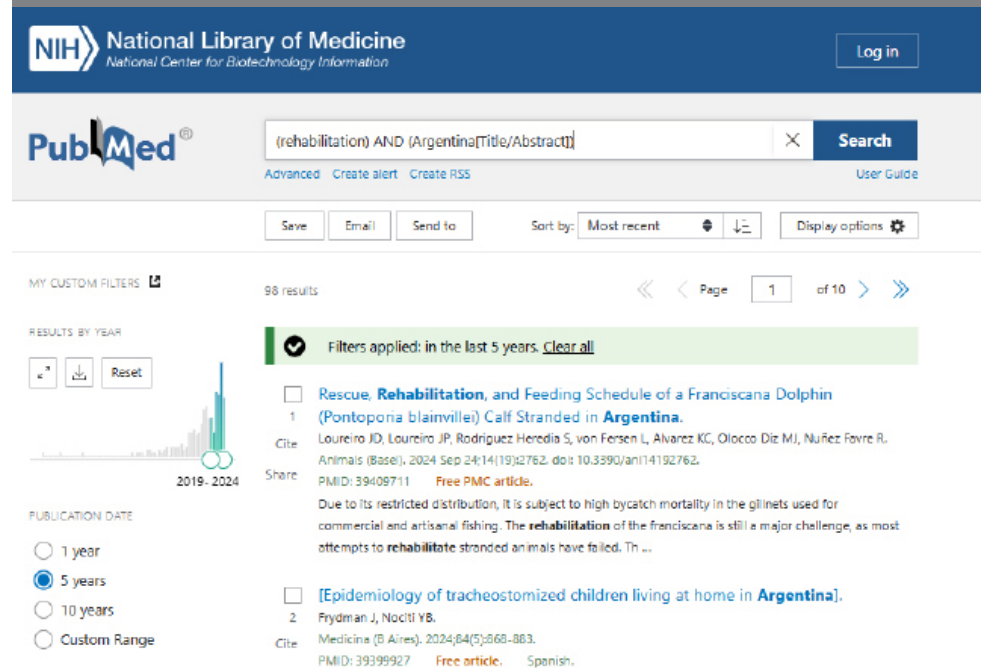 NIH National Library of Medicine
National Center for Biotechnology Information
Log in
PubMed®
(rehabilitation) AND (Argentina[Title/Abstract])
Search
Advanced Create alert Create RSS
User Guide
Save Email Send to Sort by: Most recent Display options
MY CUSTOM FILTERS
98 results
Page 1 of 10
RESULTS BY YEAR
Filters applied: in the last 5 years. Clear all
Reset
2019- 2024
PUBLICATION DATE
1 year
5 years
10 years
Custom Range
Rescue, Rehabilitation, and Feeding Schedule of a Franciscana Dolphin
1 (Pontoporia blainvillei) Calf Stranded in Argentina.
Cite Loureiro JD, Loureiro JP, Rodriguez Heredia S, von Fersen L, Alvarez KC, Olocco Diz MJ, Nuñez Favre R.
Animals (Basel). 2024 Sep 24;14(19):2762. doi: 10.3390/ani14192762.
Share PMID: 39409711 Free PMC article.
Due to its restricted distribution, it is subject to high bycatch mortality in the gillnets used for
commercial and artisanal fishing. The rehabilitation of the franciscana is still a major challenge, as most
attempts to rehabilitate stranded animals have failed. Th ...
[Epidemiology of tracheostomized children living at home in Argentina].
2 Frydman J, Nociti YB.
Cite Medicina (B Aires). 2024;84(5):868-883.
PMID: 39399927 Free article. Spanish.